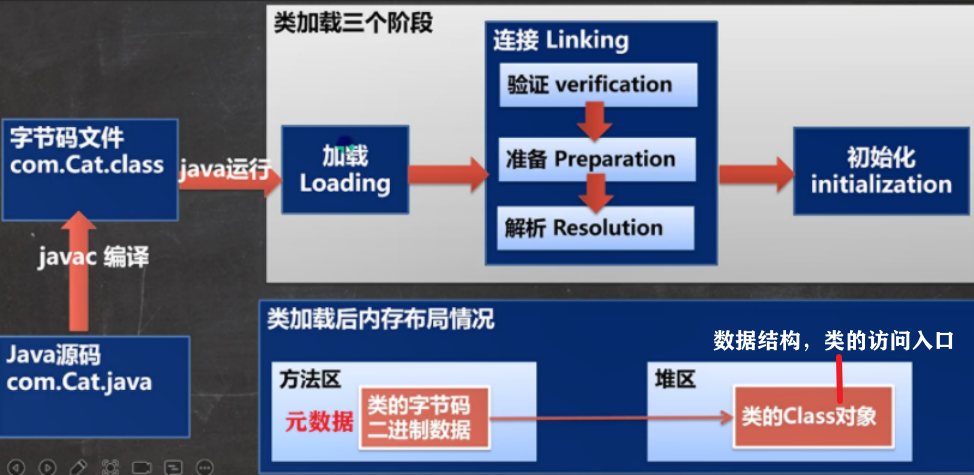 类加载三个阶段
字节码文件
com.Cat.class
java运行
javac 编译
Java源码
com.Cat.java
加载
Loading
连接 Linking
验证 verification
准备 Preparation
解析 Resolution
初始化
initialization
类加载后内存布局情况
方法区
元数据
类的字节码
二进制数据
堆区
数据结构，类的访问入口
类的Class对象